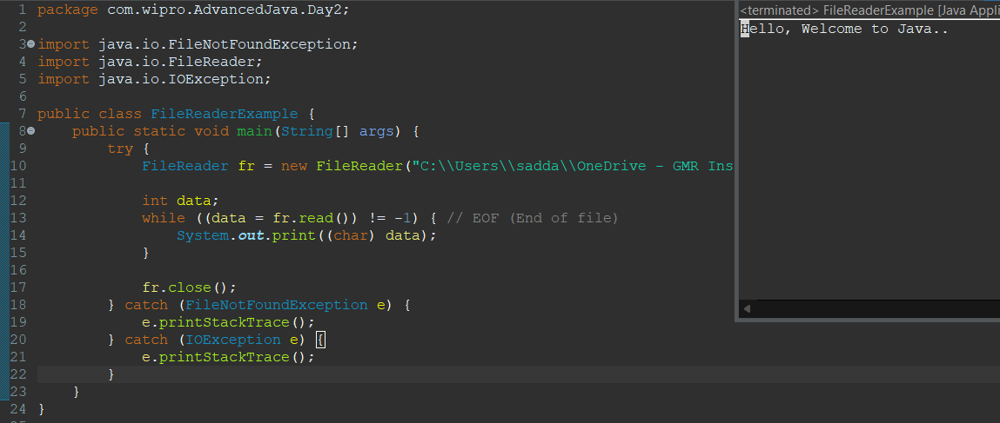 1 package com.wipro.AdvancedJava.Day2;
2
3 import java.io.FileNotFoundException;
4 import java.io.FileReader;
5 import java.io.IOException;
6
7 public class FileReaderExample {
8     public static void main(String[] args) {
9         try {
10             FileReader fr = new FileReader("C:\\Users\\sadda\\OneDrive - GMR Ins
11
12             int data;
13             while ((data = fr.read()) != -1) { // EOF (End of file)
14                 System.out.print((char) data);
15             }
16
17             fr.close();
18         } catch (FileNotFoundException e) {
19             e.printStackTrace();
20         } catch (IOException e) {
21             e.printStackTrace();
22         }
23     }
24 }
<terminated> FileReaderExample [Java Appli
Hello, Welcome to Java..